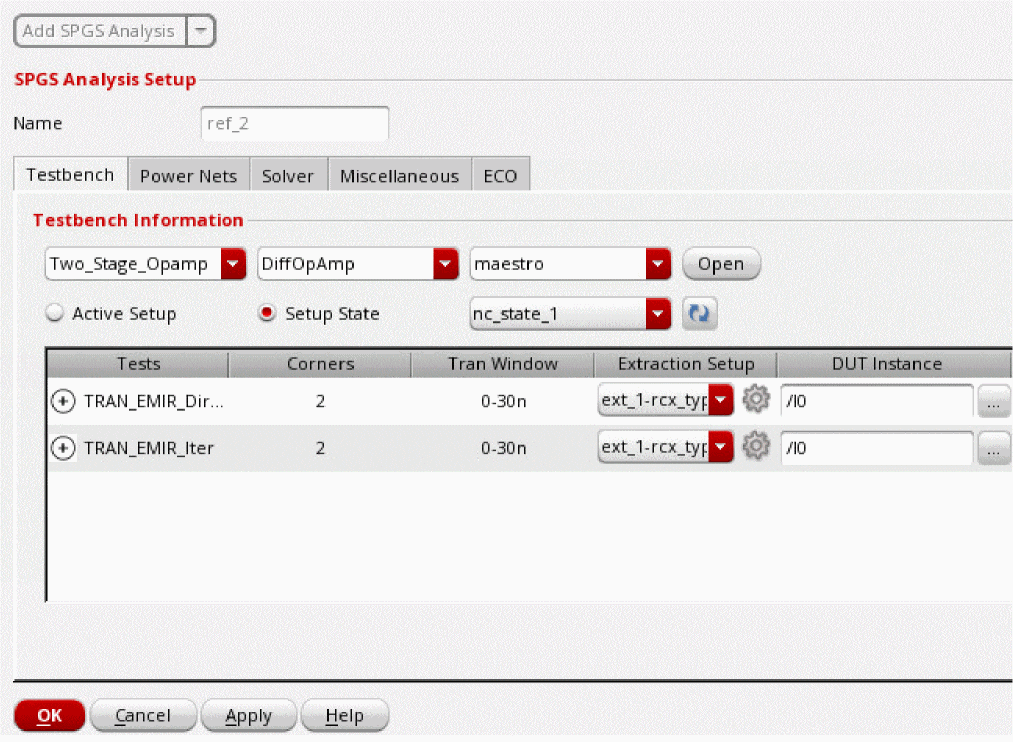 Add SPGS Analysis
SPGS Analysis Setup
Name ref_2
Testbench Power Nets Solver Miscellaneous ECO
Testbench Information
Two_Stage_Opamp DiffOpAmp maestro Open
Active Setup Setup State nc_state_1
Tests Corners Tran Window Extraction Setup DUT Instance
TRAN_EMIR_Dir... 2 0-30n ext_1-rcx_typ /I0 ...
TRAN_EMIR_Iter 2 0-30n ext_1-rcx_typ /I0 ...
OK Cancel Apply Help